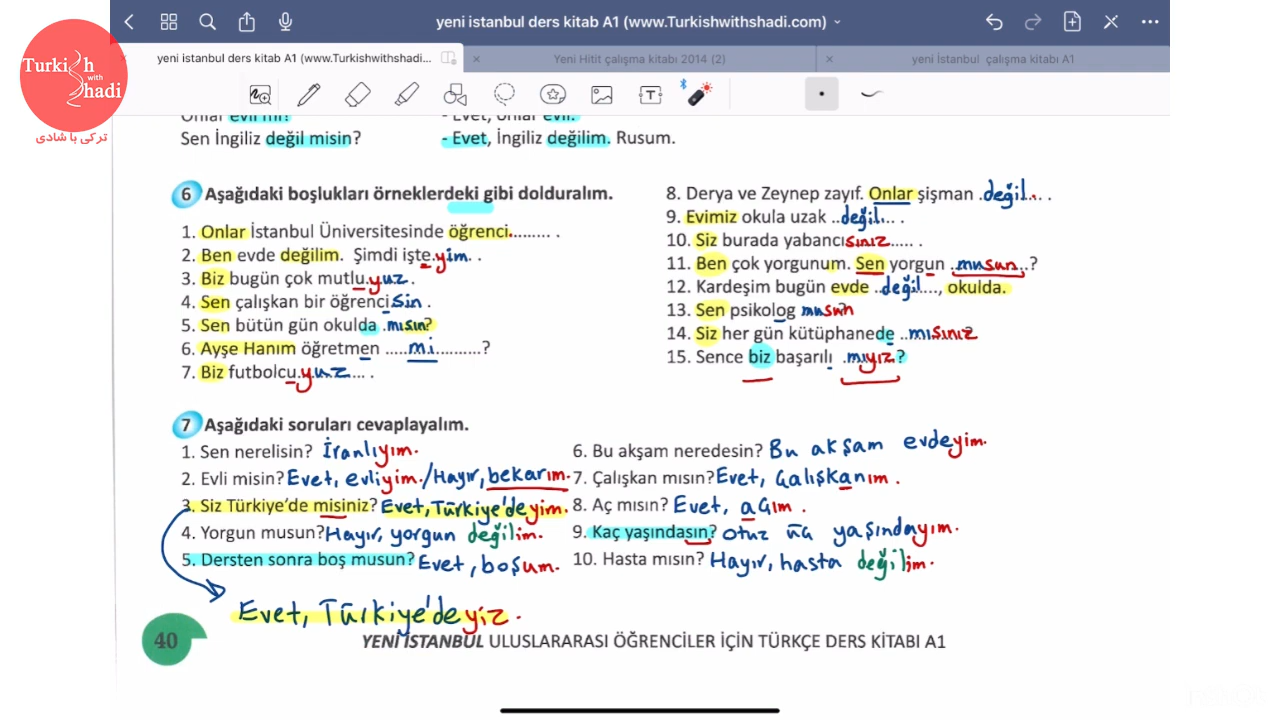 yeni istanbul ders kitab A1 (www.Turkishwithshadi.com)
yeni istanbul ders kitab A1 (www.Turkishwithshadi...
Yeni Hitit çalışma kitabı 2014 (2)
yeni İstanbul çalışma kitabı A1
Turkish with Shadi
ترکی با شادی
Onlar evli mi? - Evet, onlar evli.
Sen İngiliz değil misin? - Evet, İngiliz değilim. Rusum.
6 Aşağıdaki boşlukları örneklerdeki gibi dolduralım.
1. Onlar İstanbul Üniversitesinde öğrenci......... .
2. Ben evde değilim. Şimdi işte.yim. .
3. Biz bugün çok mutlu.yuz .
4. Sen çalışkan bir öğrencisin .
5. Sen bütün gün okulda .mısın?
6. Ayşe Hanım öğretmen .....mi...........?
7. Biz futbolcu.yuz... .
8. Derya ve Zeynep zayıf. Onlar şişman .değil... .
9. Evimiz okula uzak ..değil... .
10. Siz burada yabancısınız..... .
11. Ben çok yorgunum. Sen yorgun ..musun..?
12. Kardeşim bugün evde ..değil...., okulda.
13. Sen psikolog musun?
14. Siz her gün kütüphanede ..mısınız?
15. Sence biz başarılı .mıyız?
7 Aşağıdaki soruları cevaplayalım.
1. Sen nerelisin? İranlıyım.
2. Evli misin? Evet, evliyim./Hayır, bekarım.
3. Siz Türkiye'de misiniz? Evet, Türkiye'deyim.
4. Yorgun musun? Hayır, yorgun değilim.
5. Dersten sonra boş musun? Evet, boşum.
Evet, Türkiye'deyiz.
6. Bu akşam neredesin? Bu akşam evdeyim.
7. Çalışkan mısın? Evet, Çalışkanım.
8. Aç mısın? Evet, açım.
9. Kaç yaşındasın? otuz üç yaşındayım.
10. Hasta mısın? Hayır, hasta değilim.
40 YENİ İSTANBUL ULUSLARARASI ÖĞRENCİLER İÇİN TÜRKÇE DERS KİTABI A1